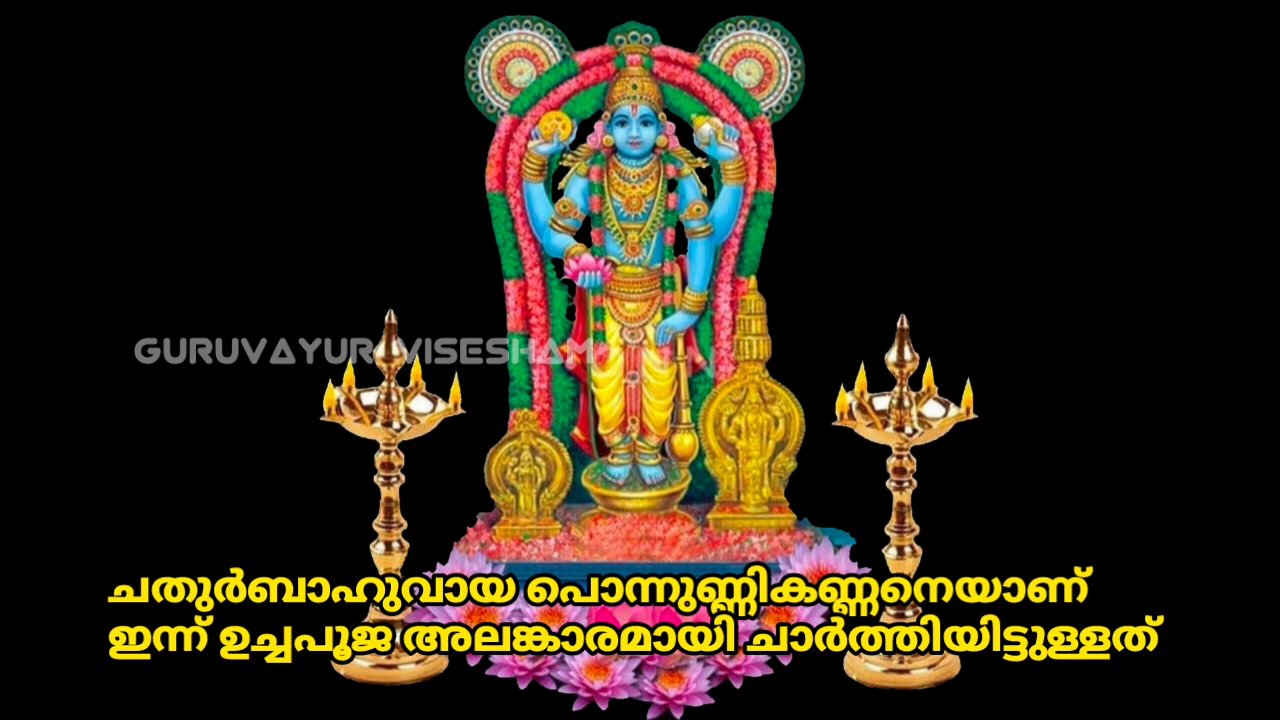 GURUVAYUR VISESHAM
ചതുർബാഹുവായ പൊന്നുണ്ണികണ്ണനെയാണ്
ഇന്ന് ഉച്ചപൂജ അലങ്കാരമായി ചാർത്തിയിട്ടുള്ളത്